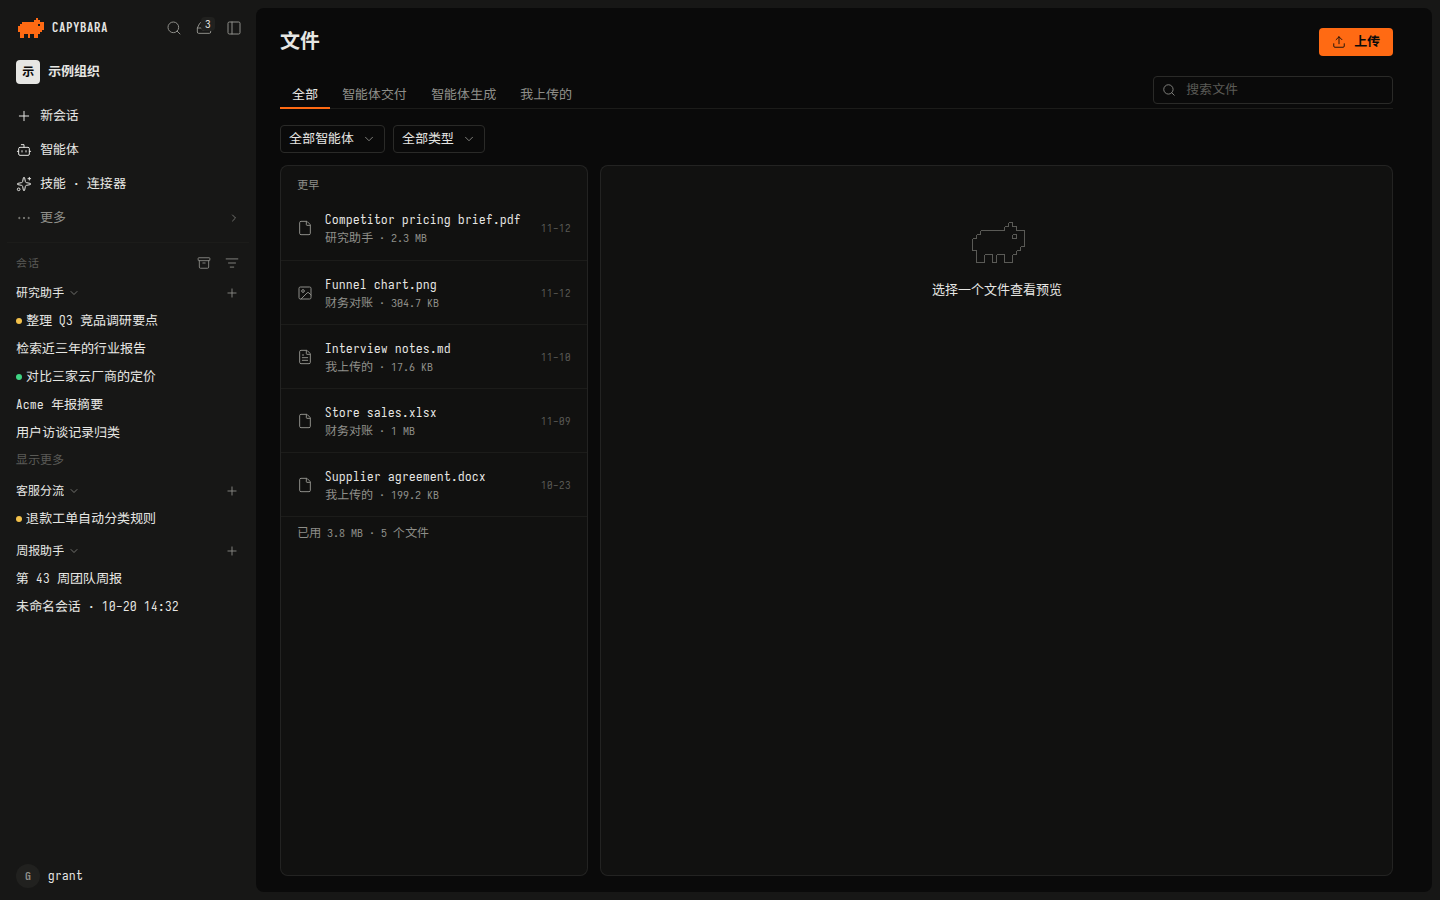 CAPYBARA
3
示 示例组织
新会话
智能体
技能 · 连接器
更多
会话
研究助手
整理 Q3 竞品调研要点
检索近三年的行业报告
对比三家云厂商的定价
Acme 年报摘要
用户访谈记录归类
显示更多
客服分流
退款工单自动分类规则
周报助手
第 43 周团队周报
未命名会话 · 10-20 14:32
G grant
文件
上传
全部 智能体交付 智能体生成 我上传的
搜索文件
全部智能体 全部类型
更早
Competitor pricing brief.pdf
研究助手 · 2.3 MB
11-12
Funnel chart.png
财务对账 · 304.7 KB
11-12
Interview notes.md
我上传的 · 17.6 KB
11-10
Store sales.xlsx
财务对账 · 1 MB
11-09
Supplier agreement.docx
我上传的 · 199.2 KB
10-23
已用 3.8 MB · 5 个文件
选择一个文件查看预览